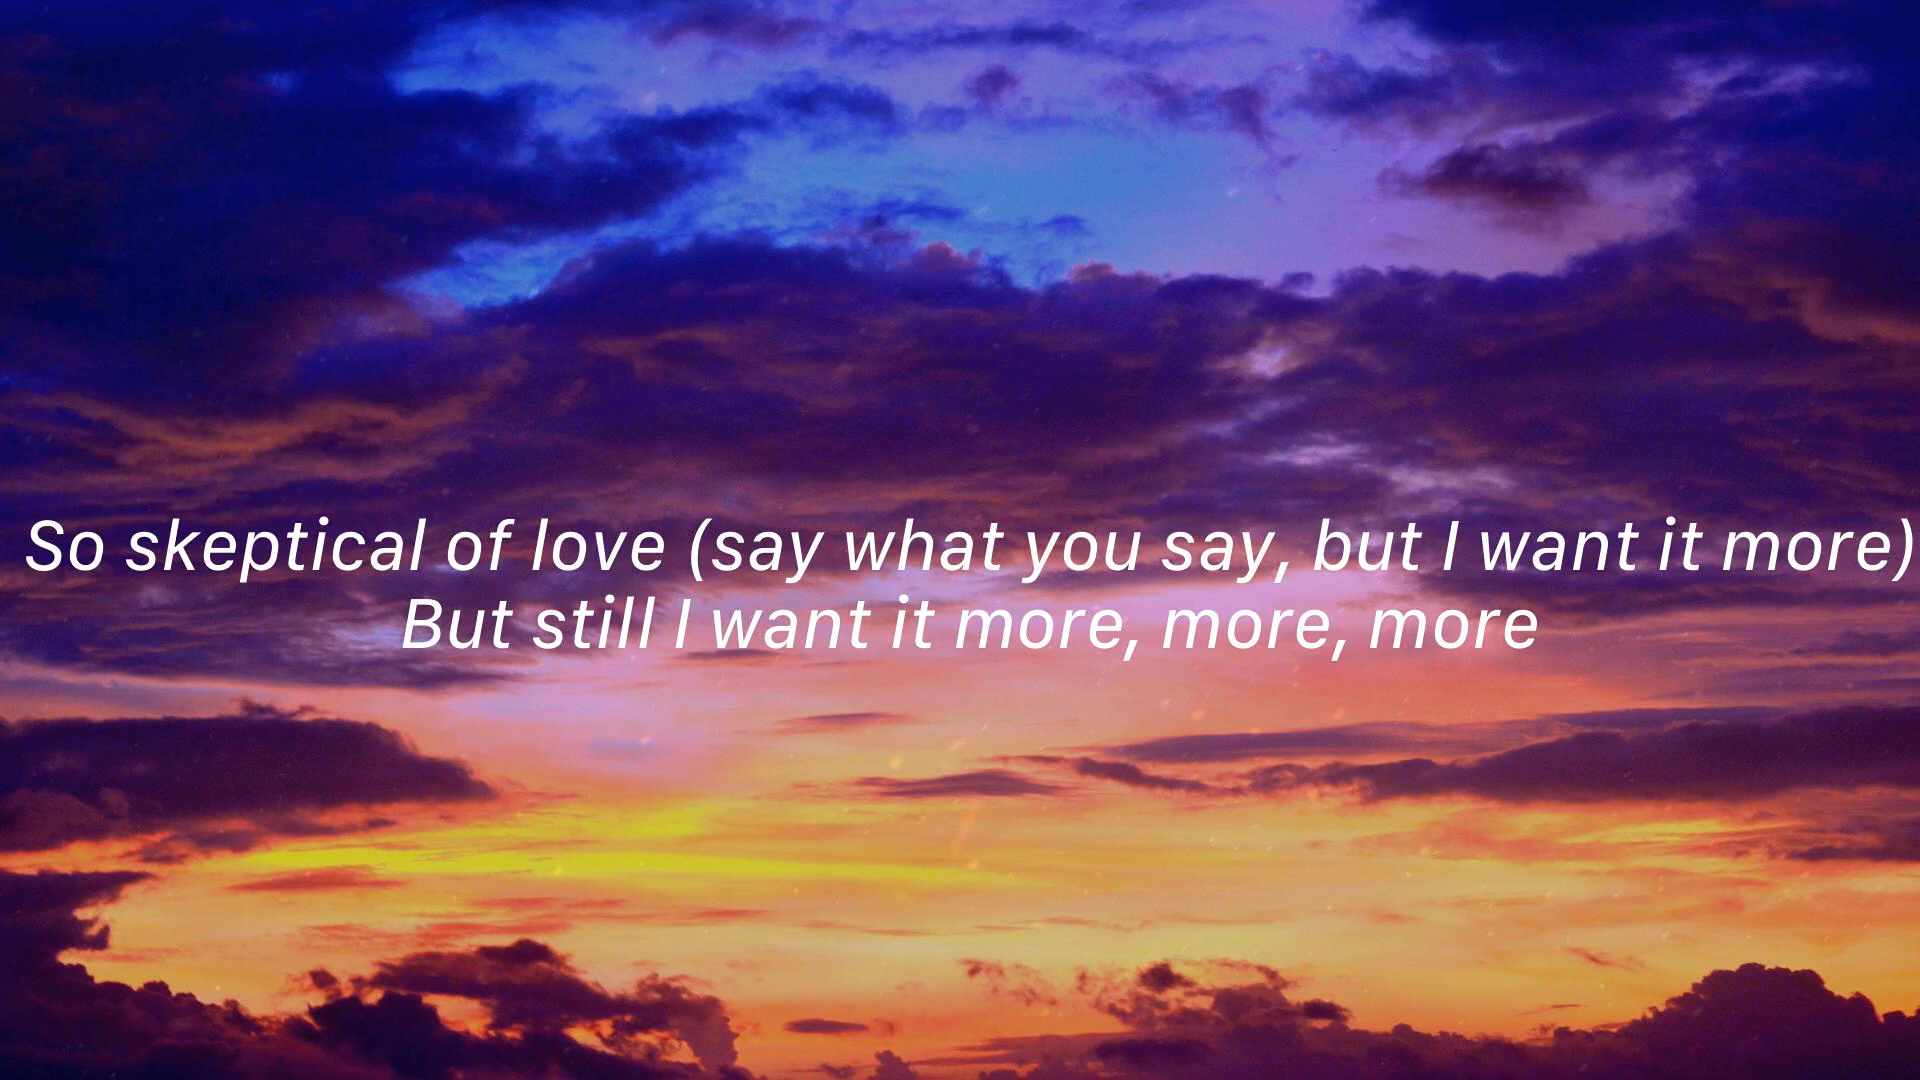 So skeptical of love (say what you say, but I want it more)
But still I want it more, more, more